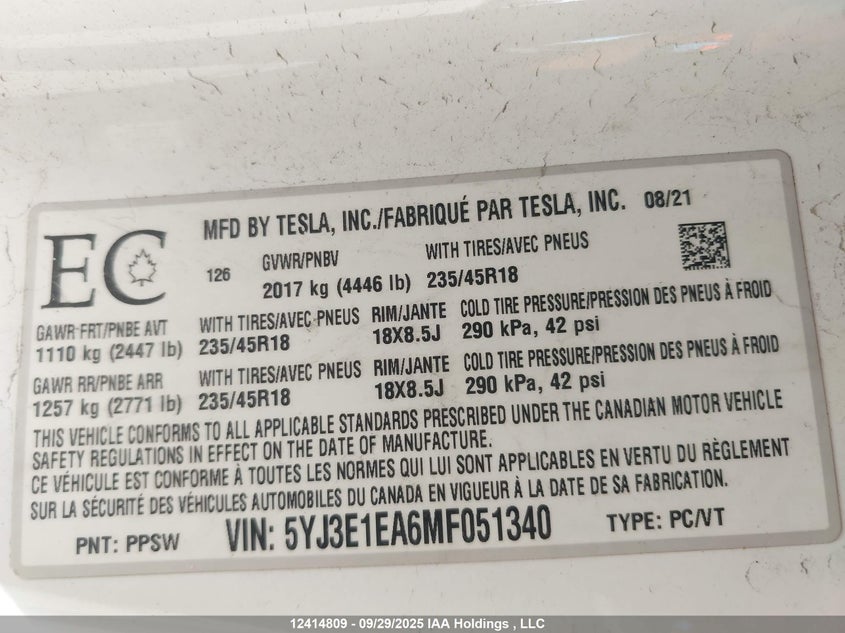 EC
MFD BY TESLA, INC./FABRIQUÉ PAR TESLA, INC. 08/21
126 GVWR/PNBV WITH TIRES/AVEC PNEUS
2017 kg (4446 lb) 235/45R18
GAWR FRT/PNBE AVT WITH TIRES/AVEC PNEUS RIM/JANTE COLD TIRE PRESSURE/PRESSION DES PNEUS À FROID
1110 kg (2447 lb) 235/45R18 18X8.5J 290 kPa, 42 psi
GAWR RR/PNBE ARR WITH TIRES/AVEC PNEUS RIM/JANTE COLD TIRE PRESSURE/PRESSION DES PNEUS À FROID
1257 kg (2771 lb) 235/45R18 18X8.5J 290 kPa, 42 psi
THIS VEHICLE CONFORMS TO ALL APPLICABLE STANDARDS PRESCRIBED UNDER THE CANADIAN MOTOR VEHICLE
SAFETY REGULATIONS IN EFFECT ON THE DATE OF MANUFACTURE.
CE VÉHICULE EST CONFORME À TOUTES LES NORMES QUI LUI SONT APPLICABLES EN VERTU DU RÈGLEMENT
SUR LA SÉCURITÉ DES VÉHICULES AUTOMOBILES DU CANADA EN VIGUEUR À LA DATE DE SA FABRICATION.
PNT: PPSW VIN: 5YJ3E1EA6MF051340 TYPE: PC/VT
12414809 - 09/29/2025 IAA Holdings , LLC